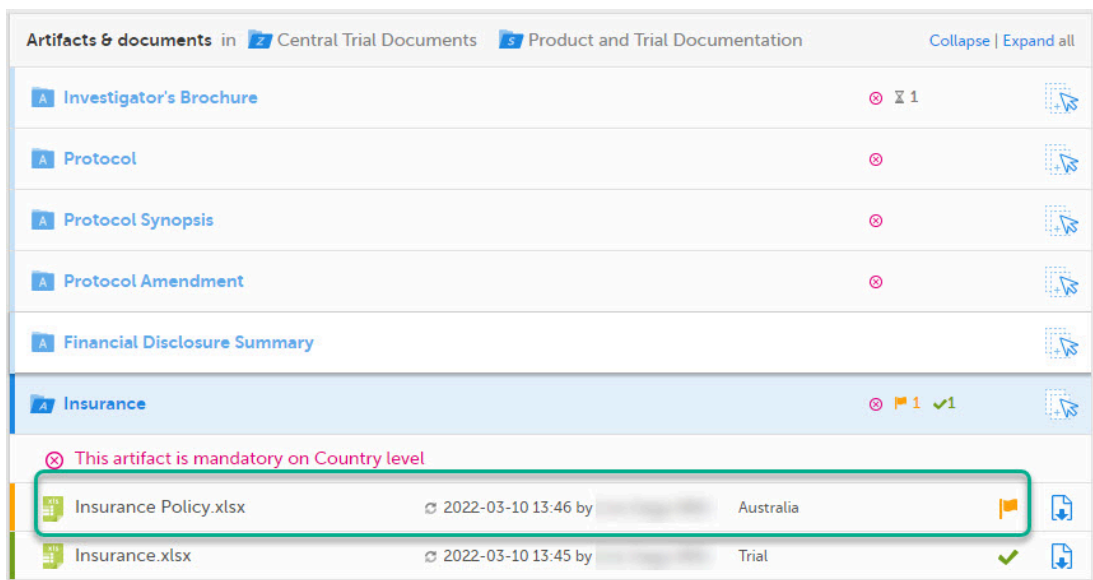 Artifacts & documents in Z Central Trial Documents S Product and Trial Documentation Collapse | Expand all
A Investigator's Brochure 1
A Protocol
A Protocol Synopsis
A Protocol Amendment
A Financial Disclosure Summary
A Insurance 1 1
This artifact is mandatory on Country level
XLS Insurance Policy.xlsx 2022-03-10 13:46 by Australia
XLS Insurance.xlsx 2022-03-10 13:45 by Trial